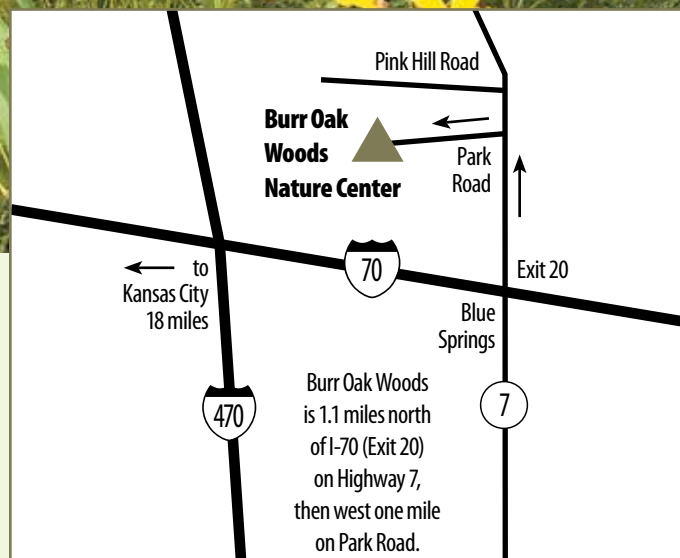 Pink Hill Road
Burr Oak
Woods
Nature Center
Park
Road
to
Kansas City
18 miles
70
Exit 20
Blue
Springs
470
7
Burr Oak Woods
is 1.1 miles north
of I-70 (Exit 20)
on Highway 7,
then west one mile
on Park Road.